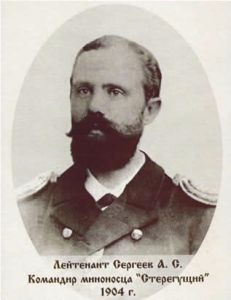 Лейтенант Сергеев А. С.
Командир миноносца "Стерегущий"
1904 г.